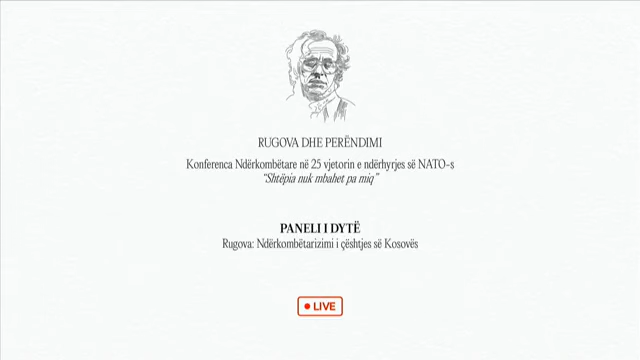 RUGOVA DHE PERËNDIMI
Konferenca Ndërkombëtare në 25 vjetorin e ndërhyrjes së NATO-s
“Shtëpia nuk mbahet pa miq”
PANELI I DYTË
Rugova: Ndërkombëtarizimi i çështjes së Kosovës
LIVE